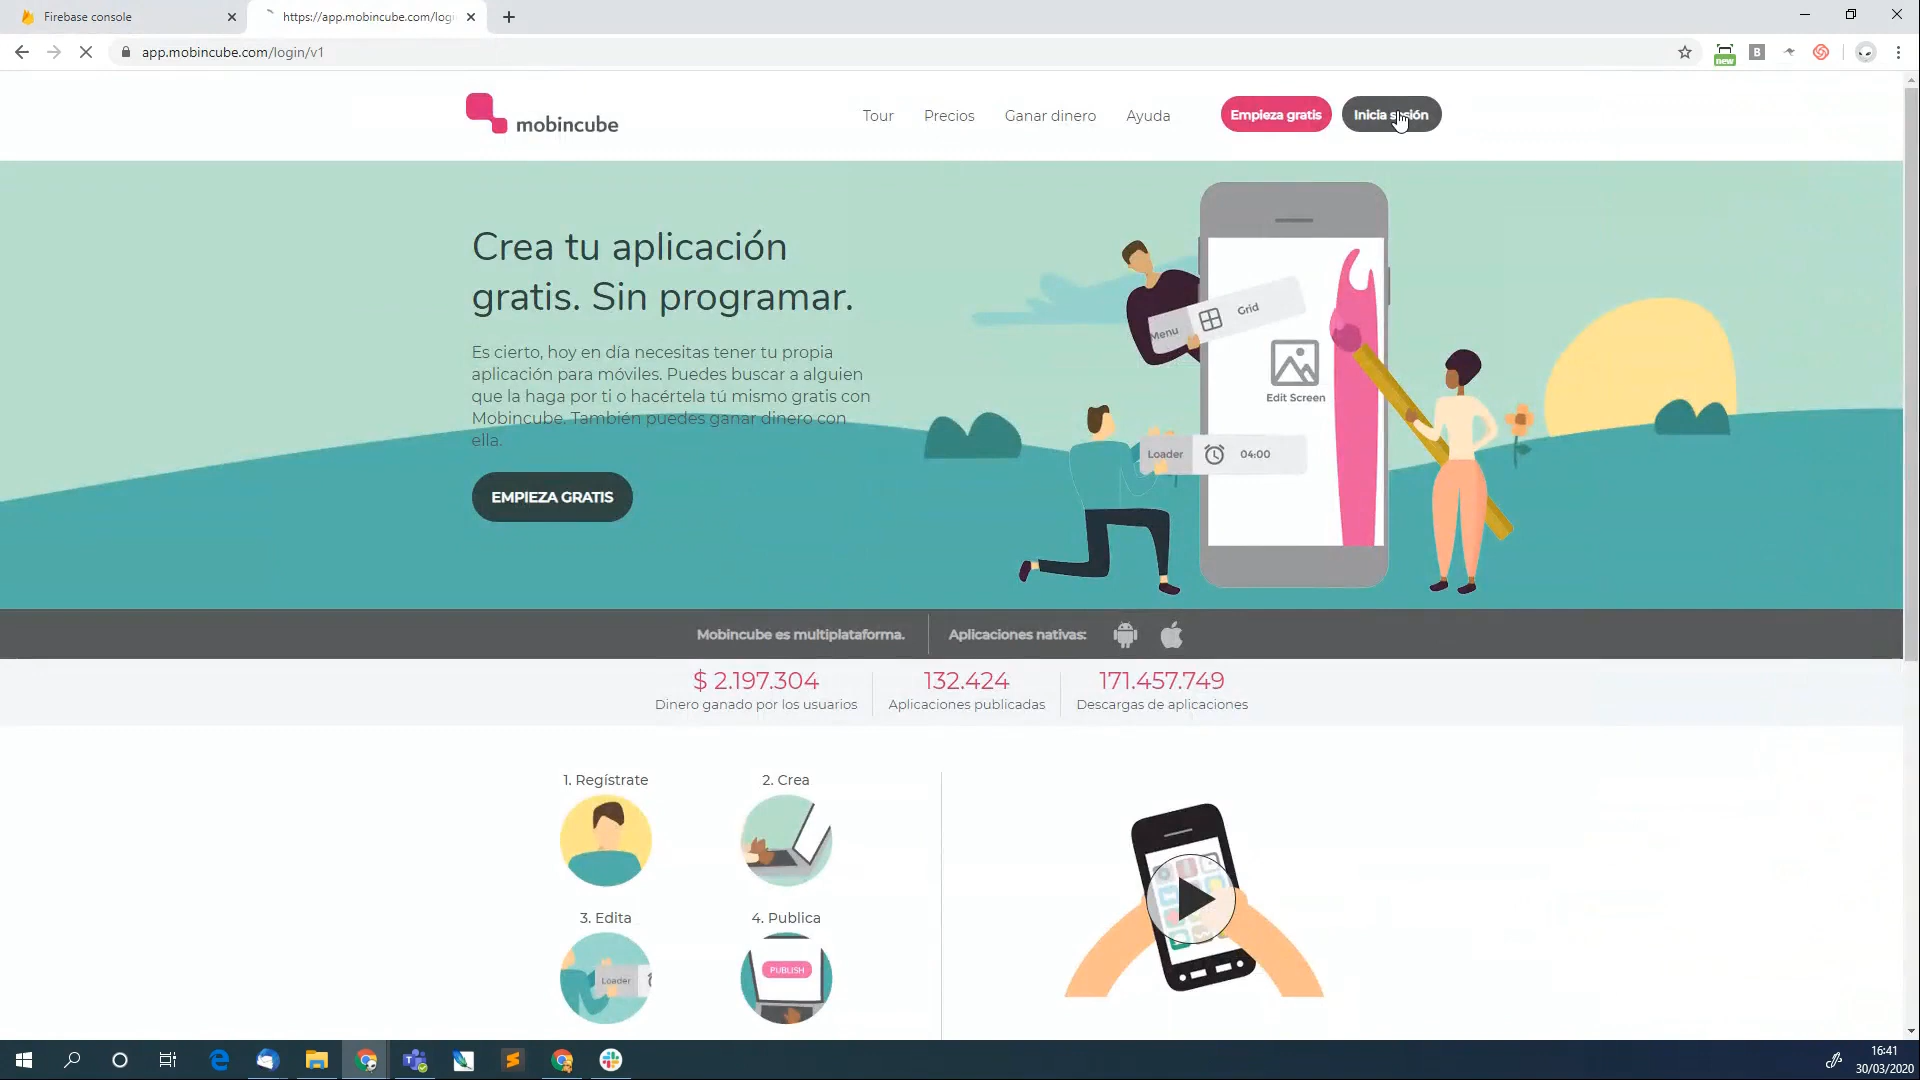 Firebase console
https://app.mobincube.com/logi
app.mobincube.com/login/v1
new
B
mobincube
Tour
Precios
Ganar dinero
Ayuda
Empieza gratis
Inicia sesión
Crea tu aplicación
gratis. Sin programar.
Es cierto, hoy en día necesitas tener tu propia
aplicación para móviles. Puedes buscar a alguien
que la haga por ti o hacértela tú mismo gratis con
Mobincube. También puedes ganar dinero con
ella.
EMPIEZA GRATIS
Menu
Grid
Edit Screen
Loader
04:00
Mobincube es multiplataforma.
Aplicaciones nativas:
$ 2.197.304
132.424
171.457.749
Dinero ganado por los usuarios
Aplicaciones publicadas
Descargas de aplicaciones
1. Regístrate
2. Crea
3. Edita
4. Publica
Loader
PUBLISH
16:41
30/03/2020